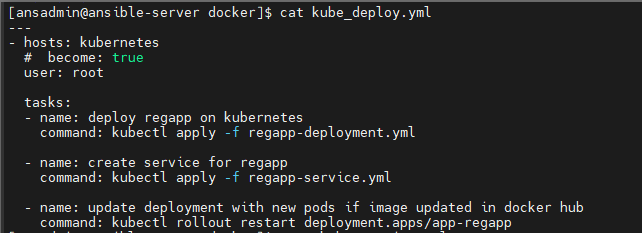 [ansadmin@ansible-server docker]$ cat kube_deploy.yml
---
- hosts: kubernetes
  #  become: true
  user: root

  tasks:
  - name: deploy regapp on kubernetes
    command: kubectl apply -f regapp-deployment.yml

  - name: create service for regapp
    command: kubectl apply -f regapp-service.yml

  - name: update deployment with new pods if image updated in docker hub
    command: kubectl rollout restart deployment.apps/app-regapp